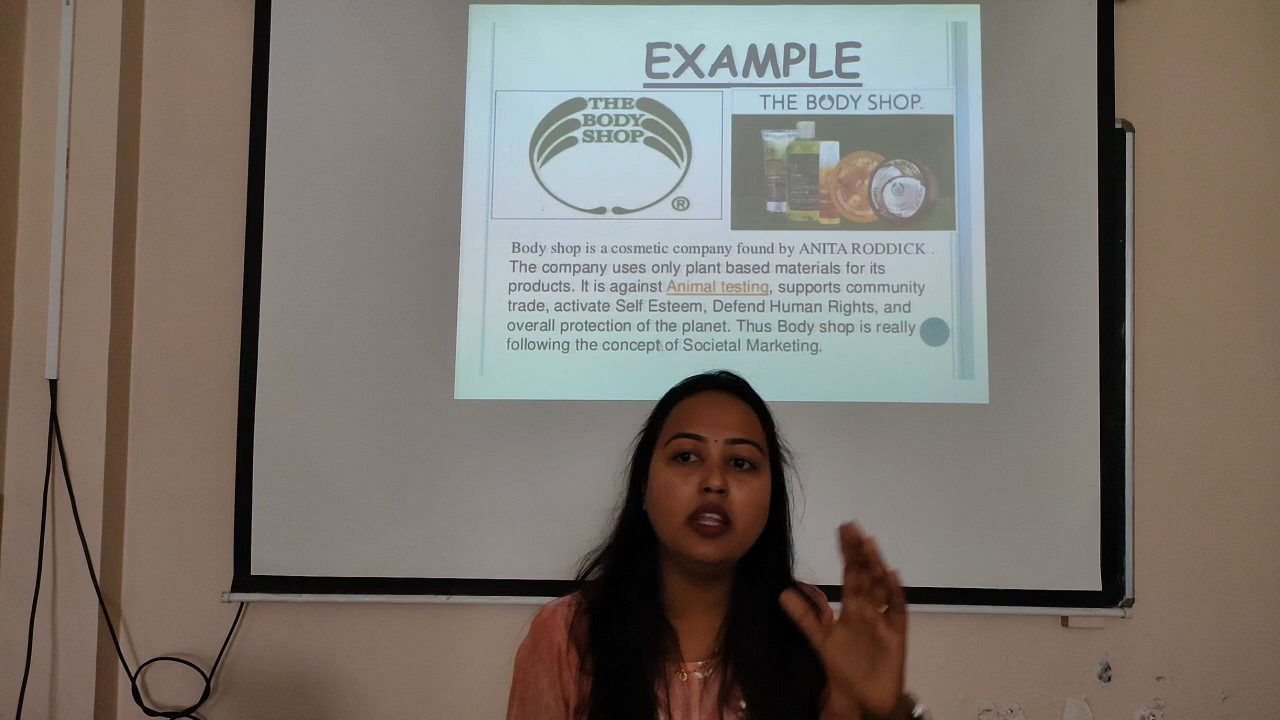 EXAMPLE
THE
BODY
SHOP
®
THE BODY SHOP.
Body shop is a cosmetic company found by ANITA RODDICK .
The company uses only plant based materials for its
products. It is against Animal testing, supports community
trade, activate Self Esteem, Defend Human Rights, and
overall protection of the planet. Thus Body shop is really
following the concept of Societal Marketing.